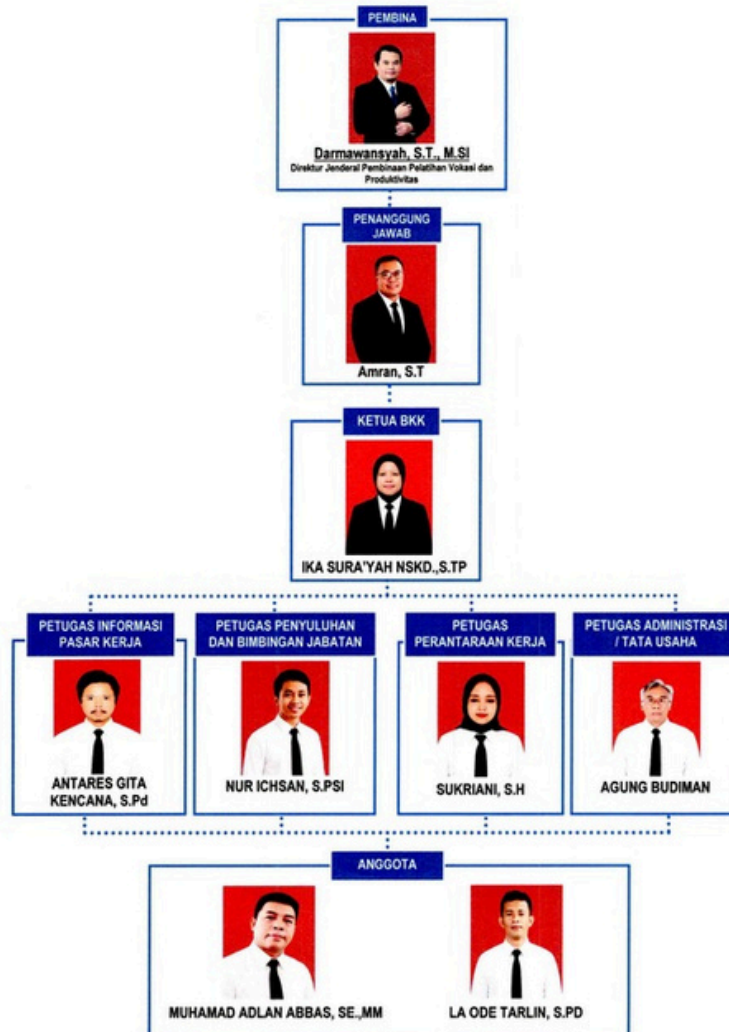 PEMBINA
Darmawansyah, S.T., M.SI
Direktur Jenderal Pembinaan Pelatihan Vokasi dan
Produktivitas
PENANGGUNG
JAWAB
Amran, S.T
KETUA BKK
IKA SURA'YAH NSKD.,S.TP
PETUGAS INFORMASI
PASAR KERJA
ANTARES GITA
KENCANA, S.Pd
PETUGAS PENYULUHAN
DAN BIMBINGAN JABATAN
NUR ICHSAN, S.PSI
PETUGAS
PERANTARAAN KERJA
SUKRIANI, S.H
PETUGAS ADMINISTRASI
/ TATA USAHA
AGUNG BUDIMAN
ANGGOTA
MUHAMAD ADLAN ABBAS, SE.,MM
LA ODE TARLIN, S.PD